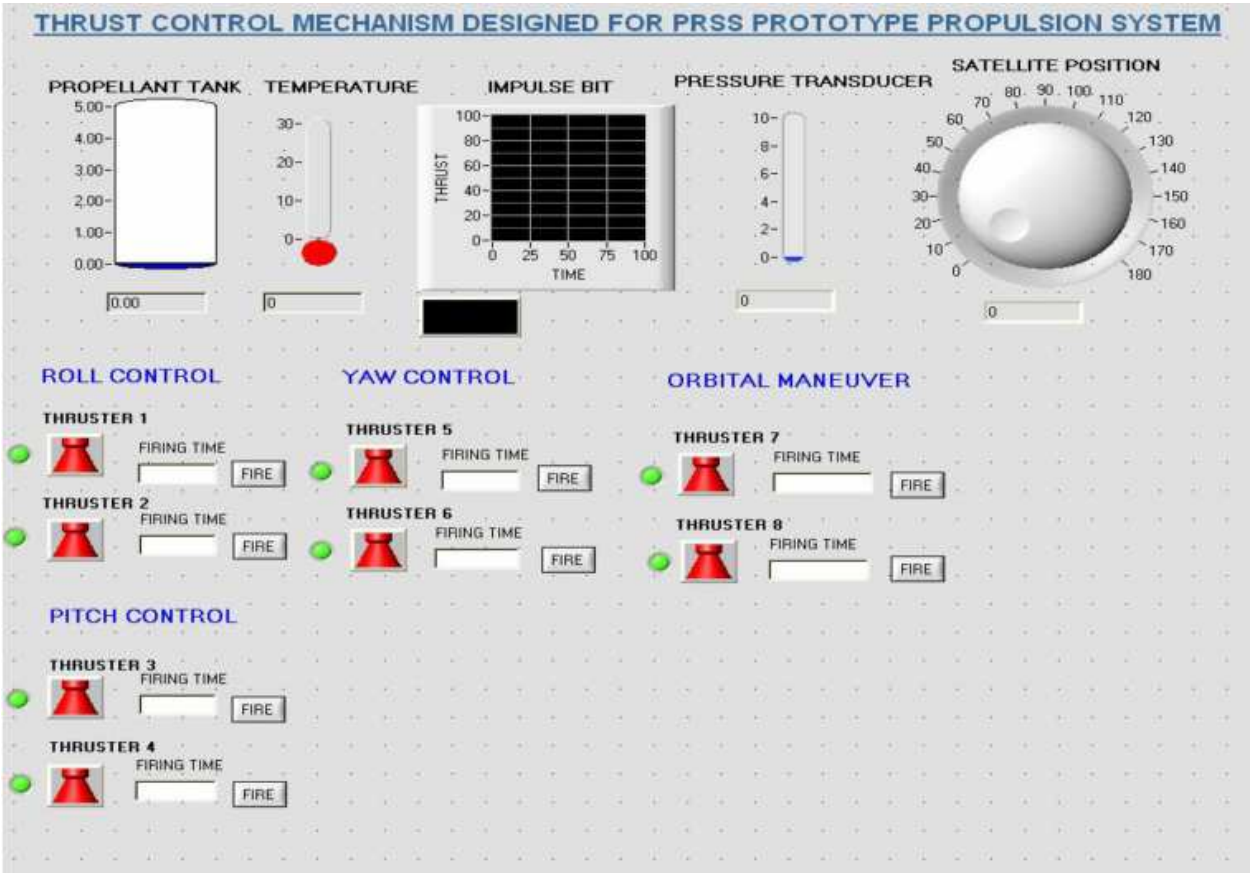 THRUST CONTROL MECHANISM DESIGNED FOR PRSS PROTOTYPE PROPULSION SYSTEM
PROPELLANT TANK
5.00
4.00
3.00
2.00
1.00
0.00
0.00
TEMPERATURE
30
20
10
0
0
IMPULSE BIT
THRUST
100
80
60
40
20
0
0 25 50 75 100
TIME
PRESSURE TRANSDUCER
10
8
6
4
2
0
0
SATELLITE POSITION
0 10 20 30 40 50 60 70 80 90 100 110 120 130 140 150 160 170 180
0
ROLL CONTROL
THRUSTER 1
FIRING TIME
FIRE
THRUSTER 2
FIRING TIME
FIRE
YAW CONTROL
THRUSTER 5
FIRING TIME
FIRE
THRUSTER 6
FIRING TIME
FIRE
ORBITAL MANEUVER
THRUSTER 7
FIRING TIME
FIRE
THRUSTER 8
FIRING TIME
FIRE
PITCH CONTROL
THRUSTER 3
FIRING TIME
FIRE
THRUSTER 4
FIRING TIME
FIRE